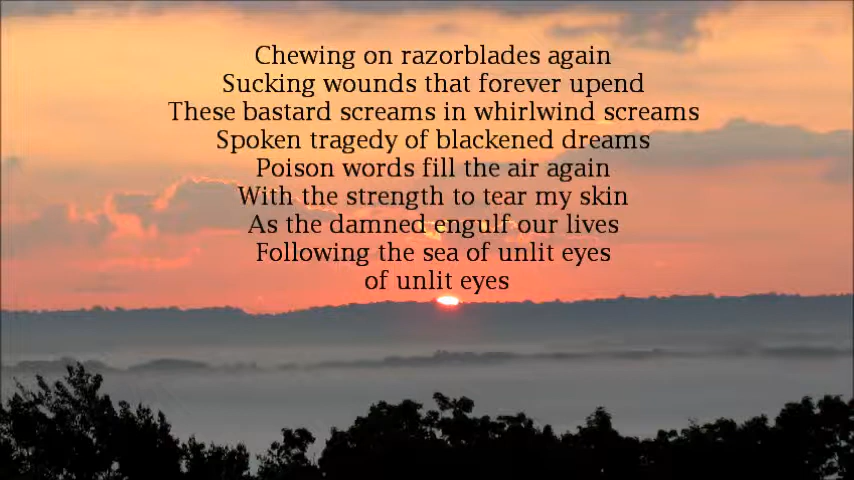 Chewing on razorblades again
Sucking wounds that forever upend
These bastard screams in whirlwind screams
Spoken tragedy of blackened dreams
Poison words fill the air again
With the strength to tear my skin
As the damned engulf our lives
Following the sea of unlit eyes
of unlit eyes